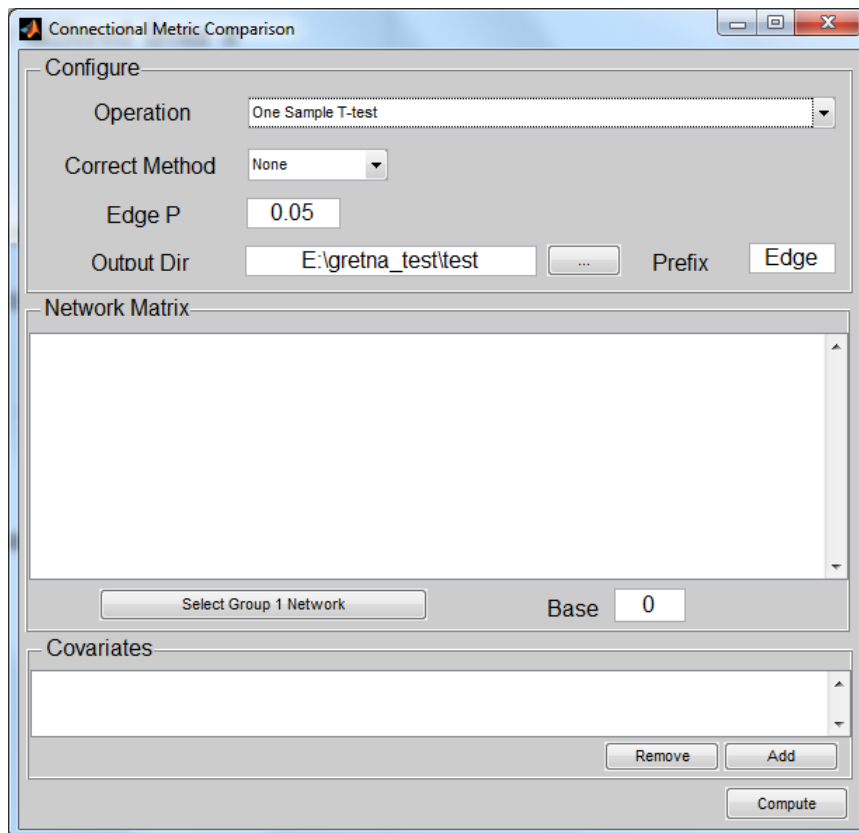 Connectional Metric Comparison
Configure
Operation One Sample T-test
Correct Method None
Edge P 0.05
Output Dir E:\gretna_test\test ... Prefix Edge
Network Matrix
Select Group 1 Network Base 0
Covariates
Remove Add
Compute